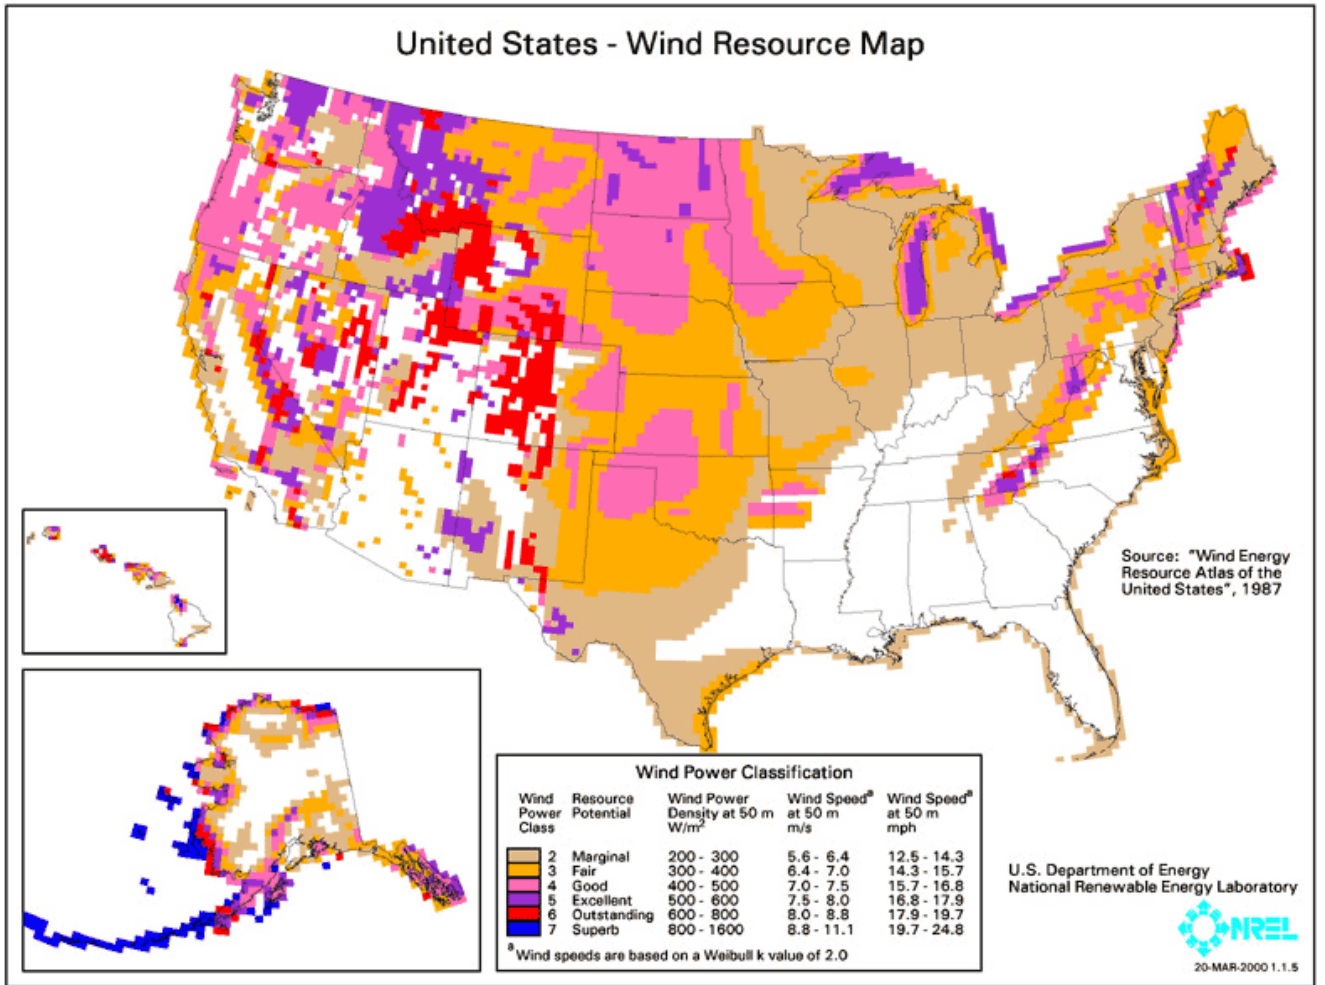 United States - Wind Resource Map
Source: "Wind Energy
Resource Atlas of the
United States", 1987
Wind Power Classification
Wind Power Class Resource Potential Wind Power Density at 50 m W/m² Wind Speedᵃ at 50 m m/s Wind Speedᵃ at 50 m mph
2 Marginal 200 - 300 5.6 - 6.4 12.5 - 14.3
3 Fair 300 - 400 6.4 - 7.0 14.3 - 15.7
4 Good 400 - 500 7.0 - 7.5 15.7 - 16.8
5 Excellent 500 - 600 7.5 - 8.0 16.8 - 17.9
6 Outstanding 600 - 800 8.0 - 8.8 17.9 - 19.7
7 Superb 800 - 1600 8.8 - 11.1 19.7 - 24.8
ᵃ Wind speeds are based on a Weibull k value of 2.0
U.S. Department of Energy
National Renewable Energy Laboratory
NREL
20-MAR-2000 1.1.5